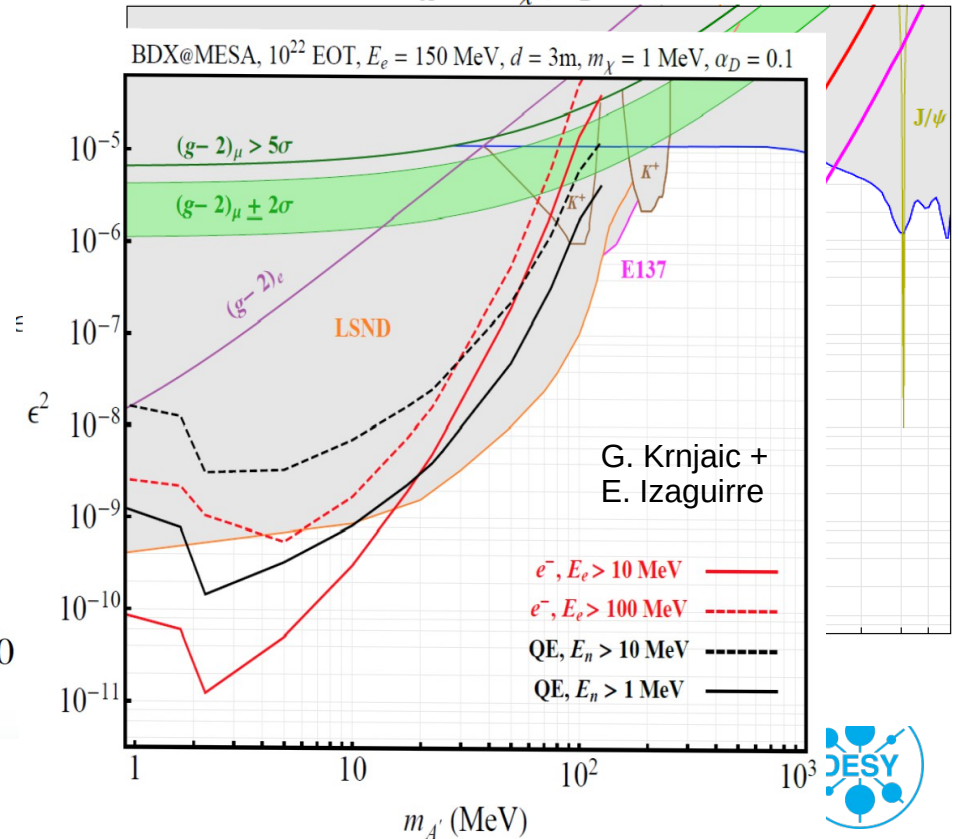 BDX@MESA, 10²² EOT, Eₑ = 150 MeV, d = 3m, m_χ = 1 MeV, α_D = 0.1
10⁻⁵
10⁻⁶
10⁻⁷
10⁻⁸
10⁻⁹
10⁻¹⁰
10⁻¹¹
ϵ²
(g−2)_μ > 5σ
(g−2)_μ ± 2σ
(g−2)ₑ
LSND
K⁺
K⁺
E137
J/ψ
G. Krnjaic +
E. Izaguirre
e⁻, Eₑ > 10 MeV
e⁻, Eₑ > 100 MeV
QE, Eₙ > 10 MeV
QE, Eₙ > 1 MeV
0
1 10 10² 10³
m_A′ (MeV)
DESY